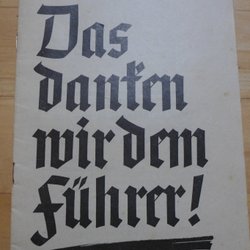 Das
danken
wir dem
Führer!